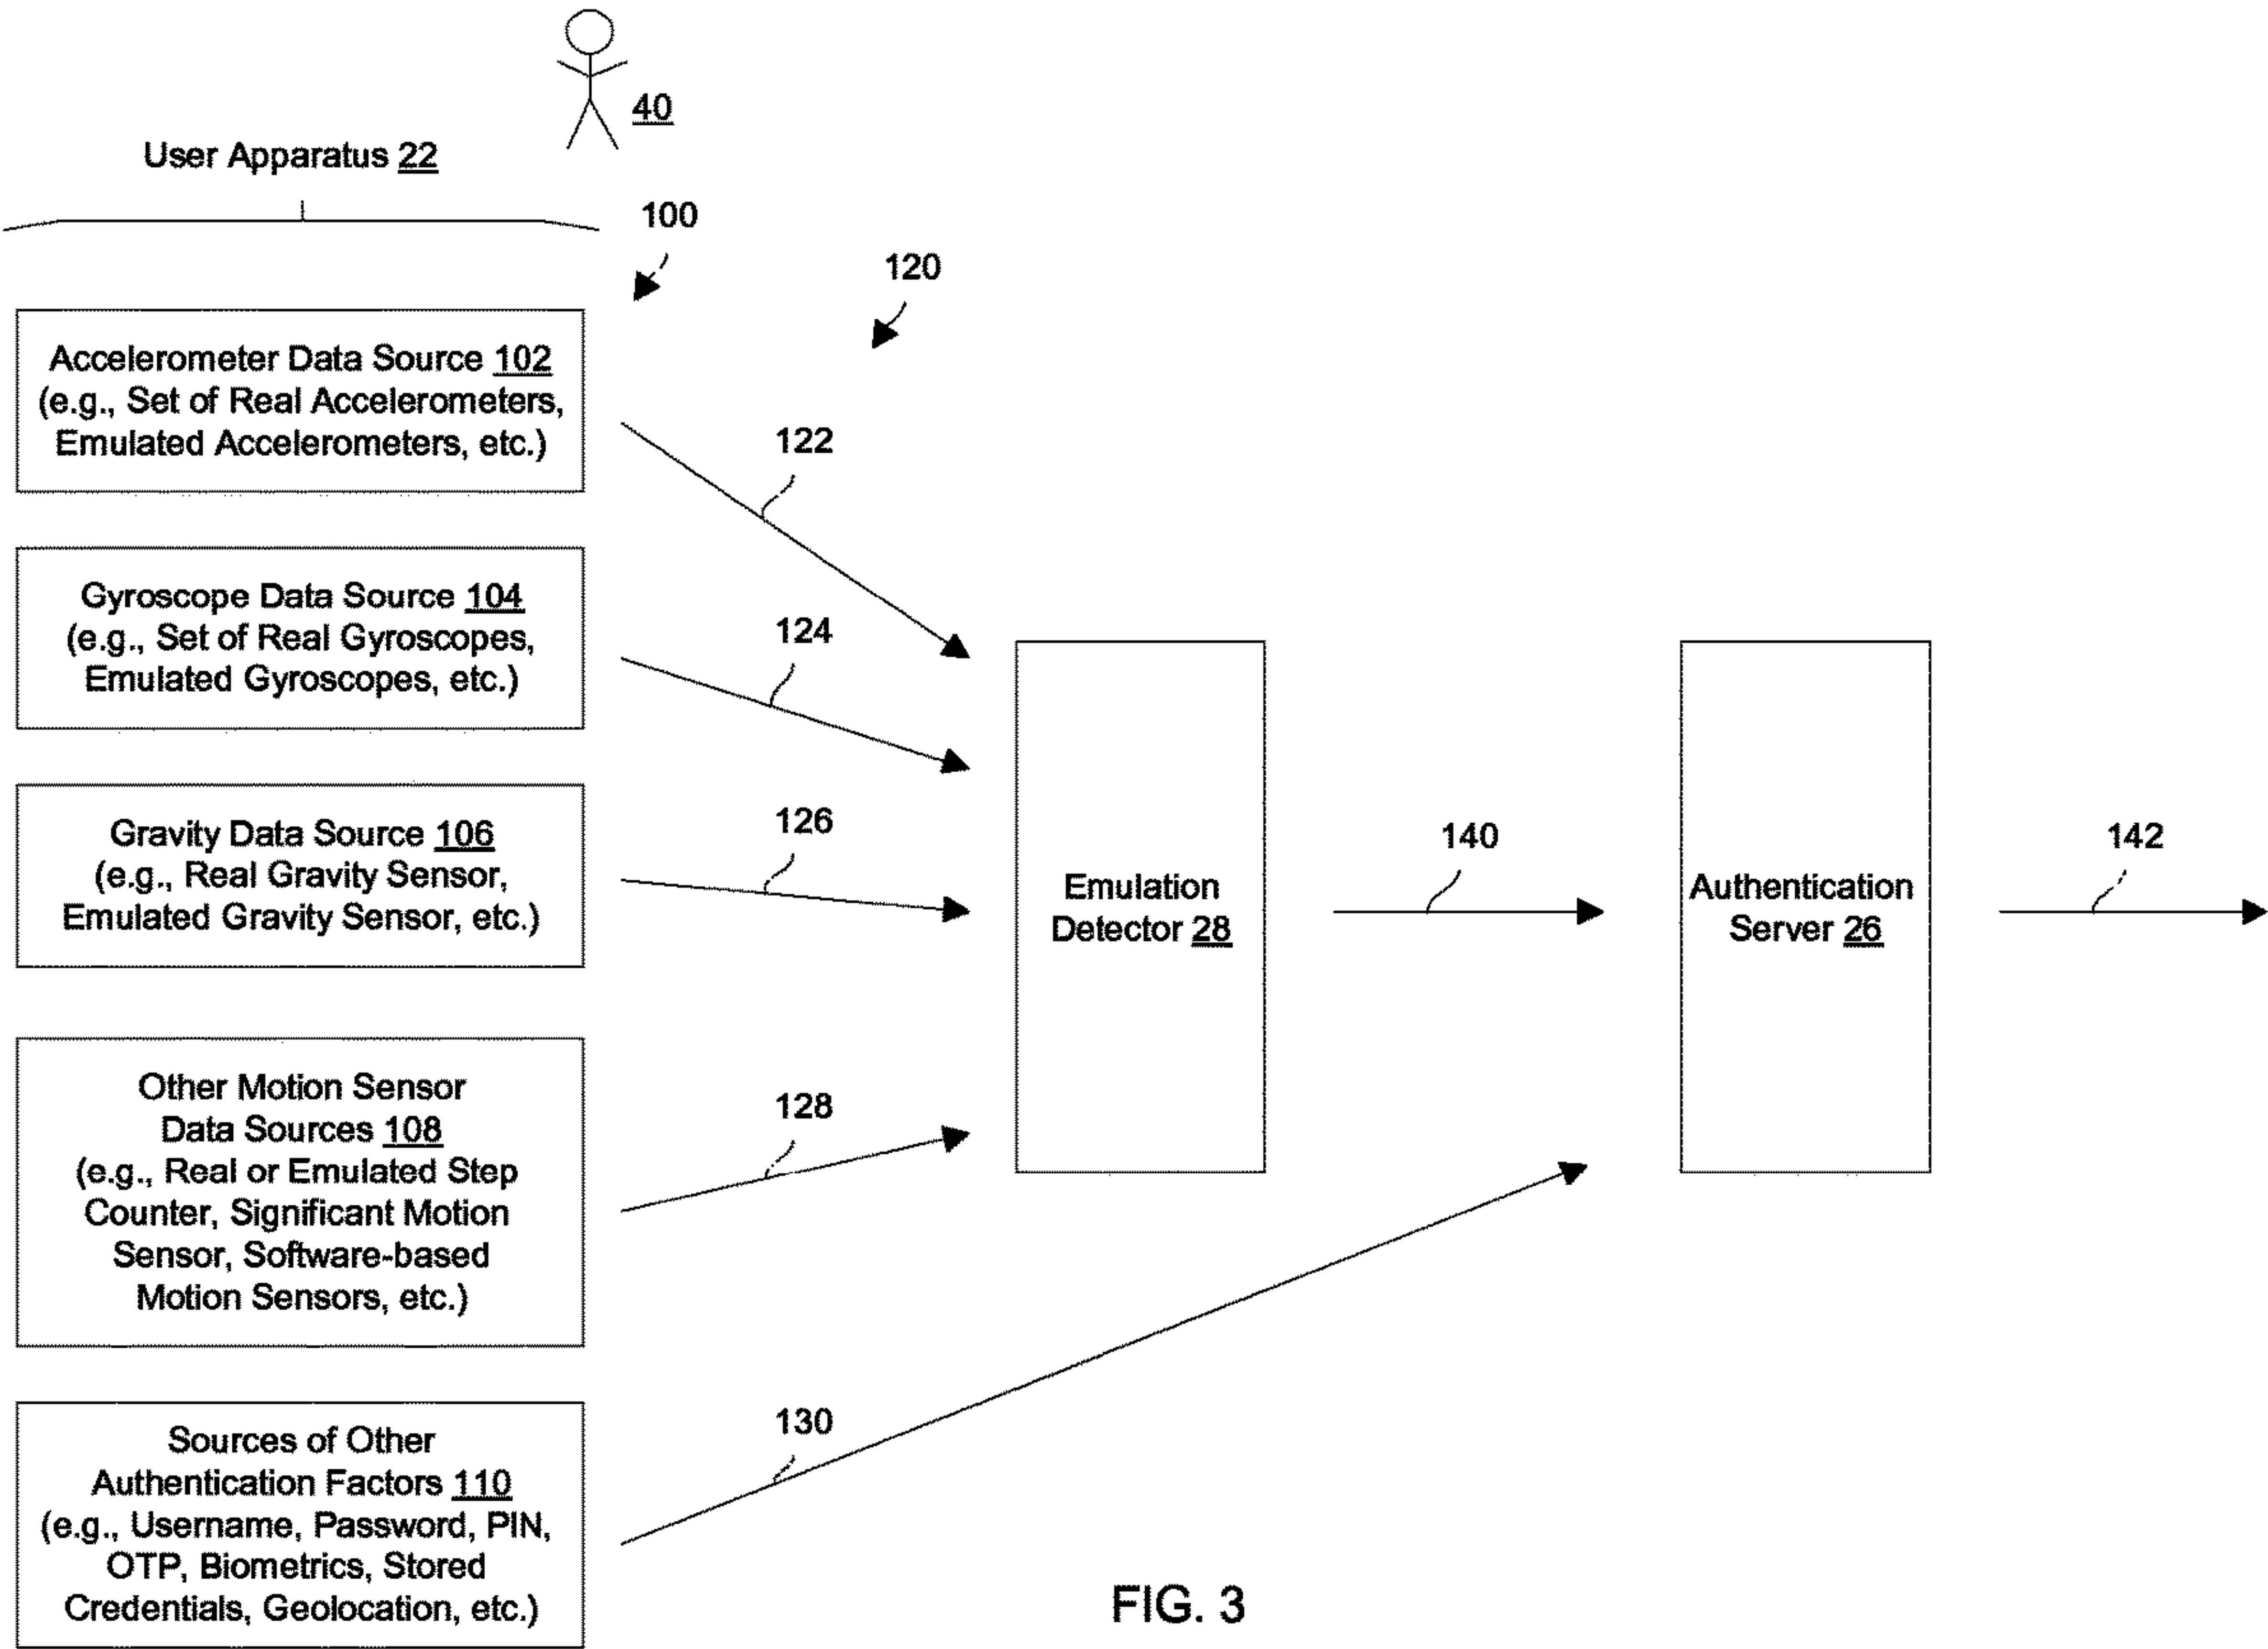 40
User Apparatus 22
100
120
Accelerometer Data Source 102
(e.g., Set of Real Accelerometers,
Emulated Accelerometers, etc.)
122
Gyroscope Data Source 104
(e.g., Set of Real Gyroscopes,
Emulated Gyroscopes, etc.)
124
Gravity Data Source 106
(e.g., Real Gravity Sensor,
Emulated Gravity Sensor, etc.)
126
Emulation
Detector 28
140
Authentication
Server 26
142
Other Motion Sensor
Data Sources 108
(e.g., Real or Emulated Step
Counter, Significant Motion
Sensor, Software-based
Motion Sensors, etc.)
128
Sources of Other
Authentication Factors 110
(e.g., Username, Password, PIN,
OTP, Biometrics, Stored
Credentials, Geolocation, etc.)
130
FIG. 3